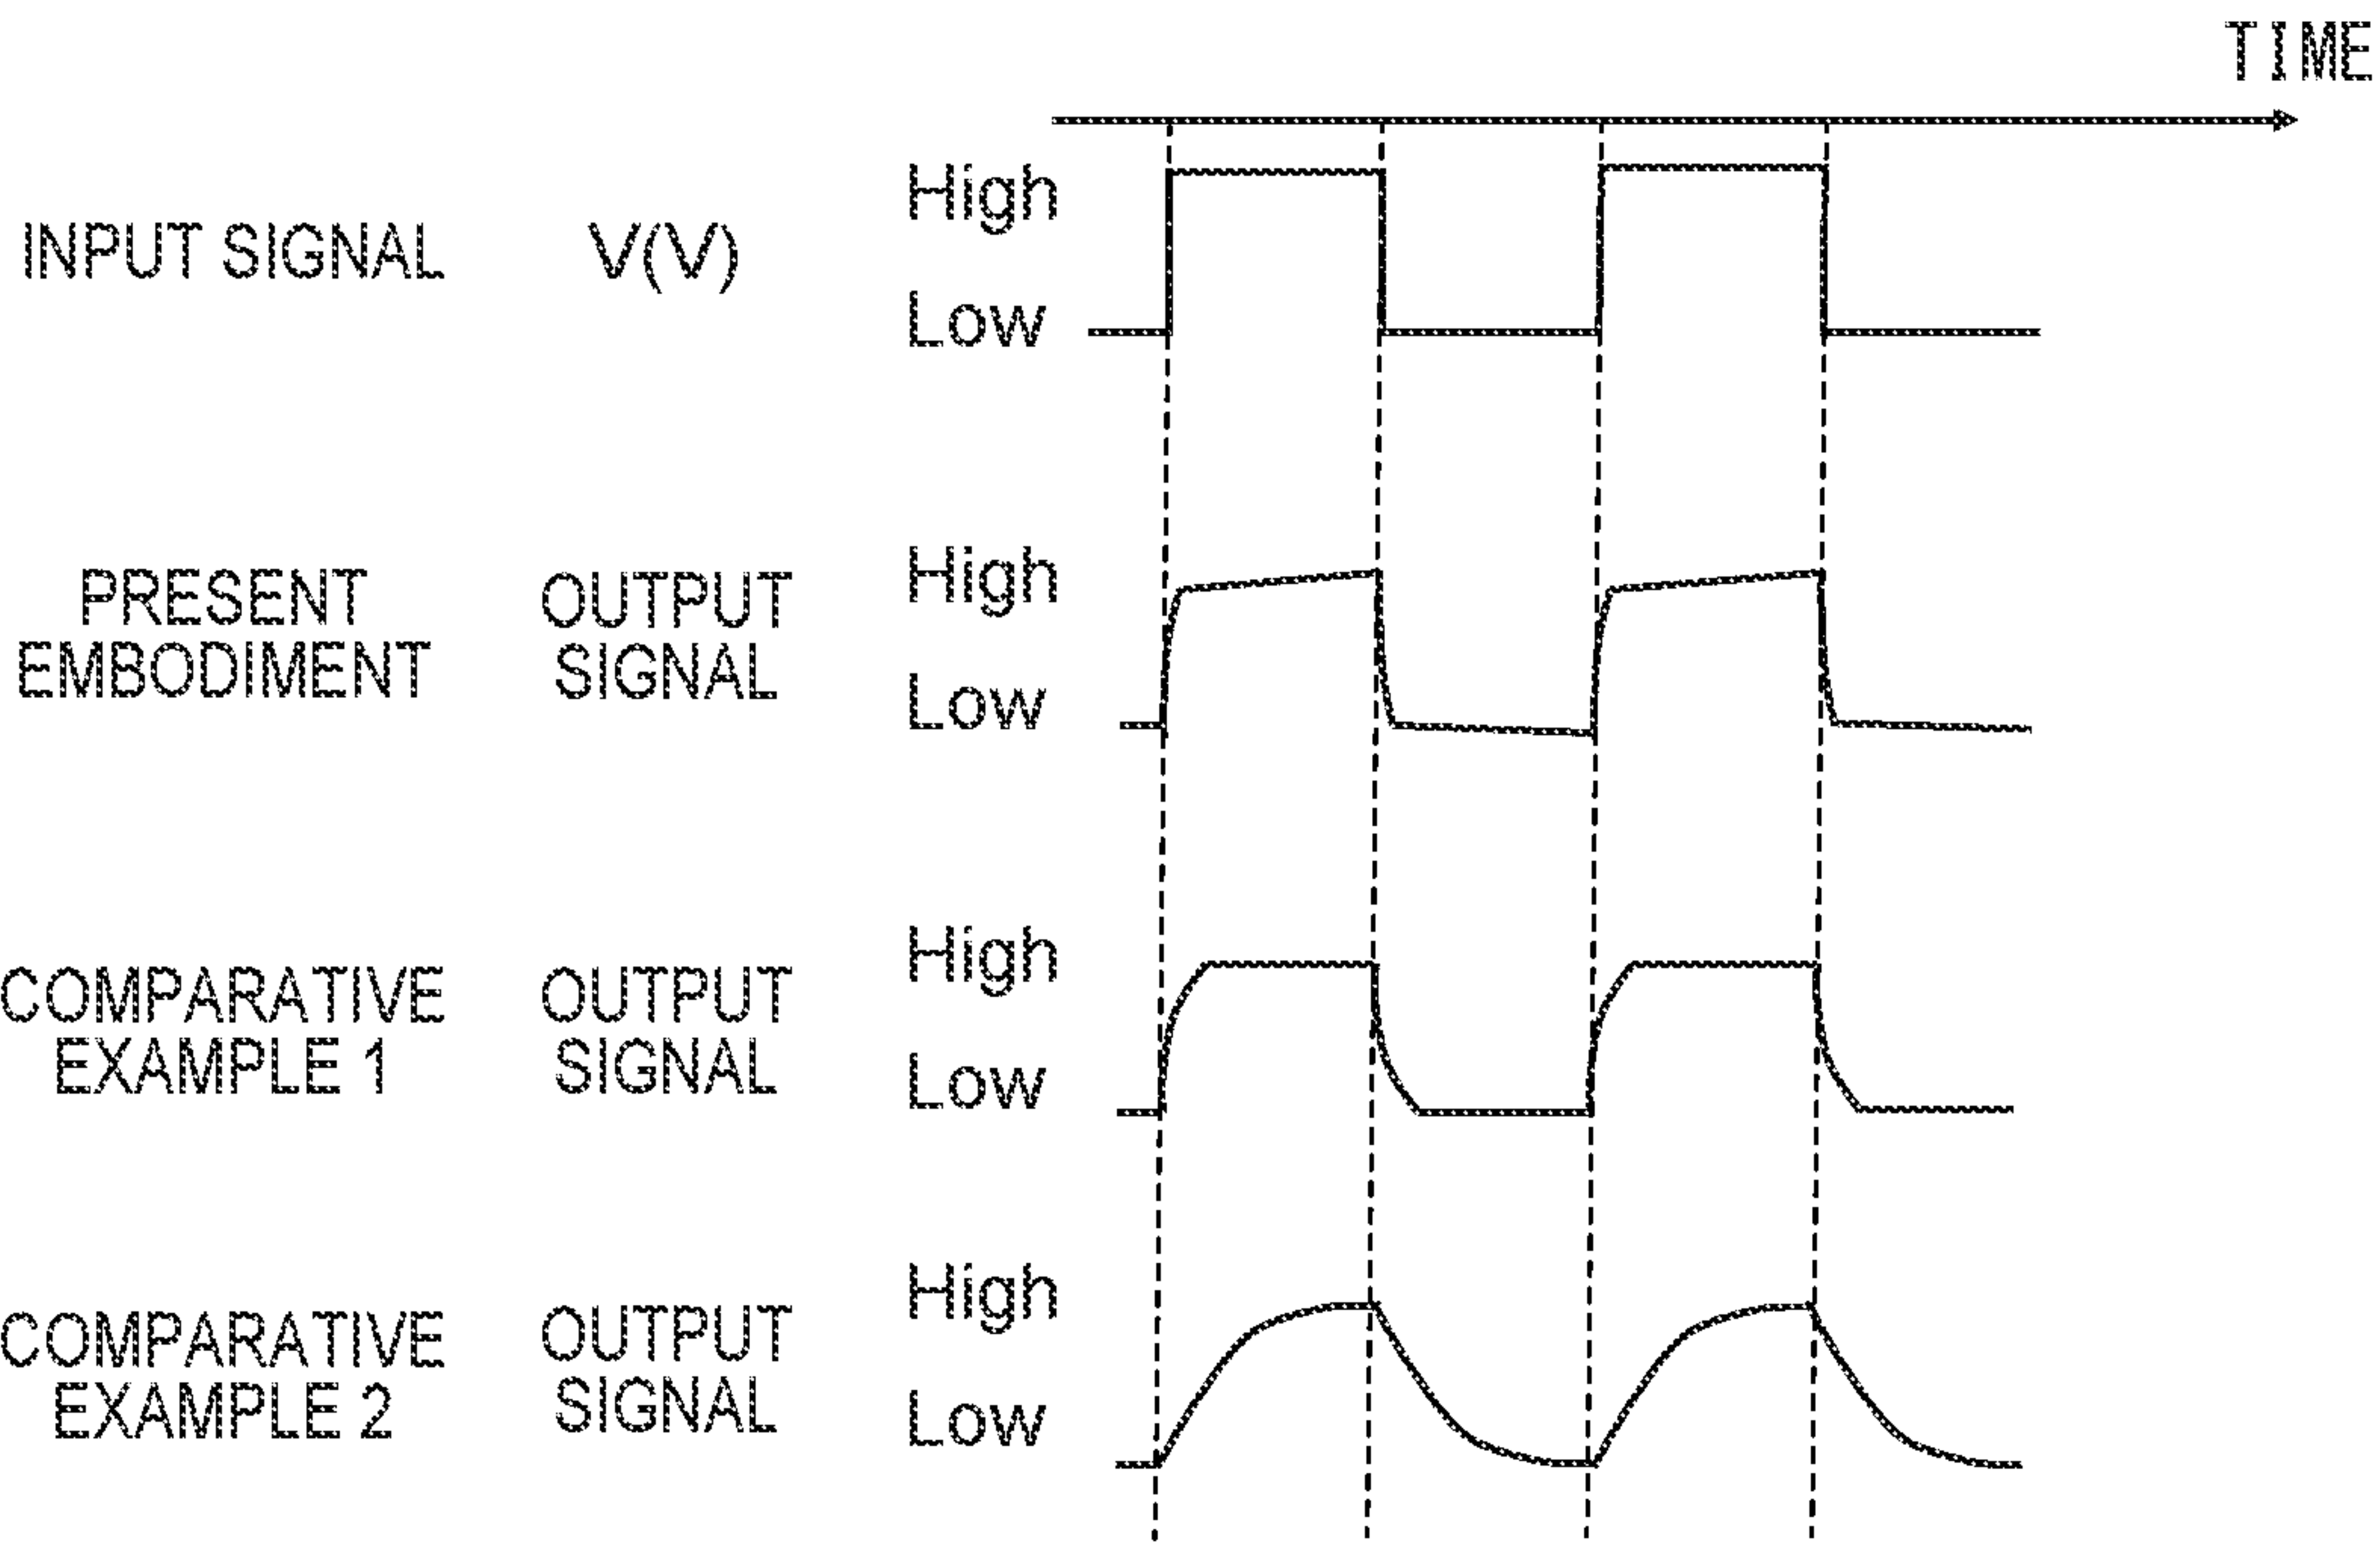 TIME
INPUT SIGNAL V(V) High
Low
PRESENT EMBODIMENT OUTPUT SIGNAL High
Low
COMPARATIVE EXAMPLE 1 OUTPUT SIGNAL High
Low
COMPARATIVE EXAMPLE 2 OUTPUT SIGNAL High
Low